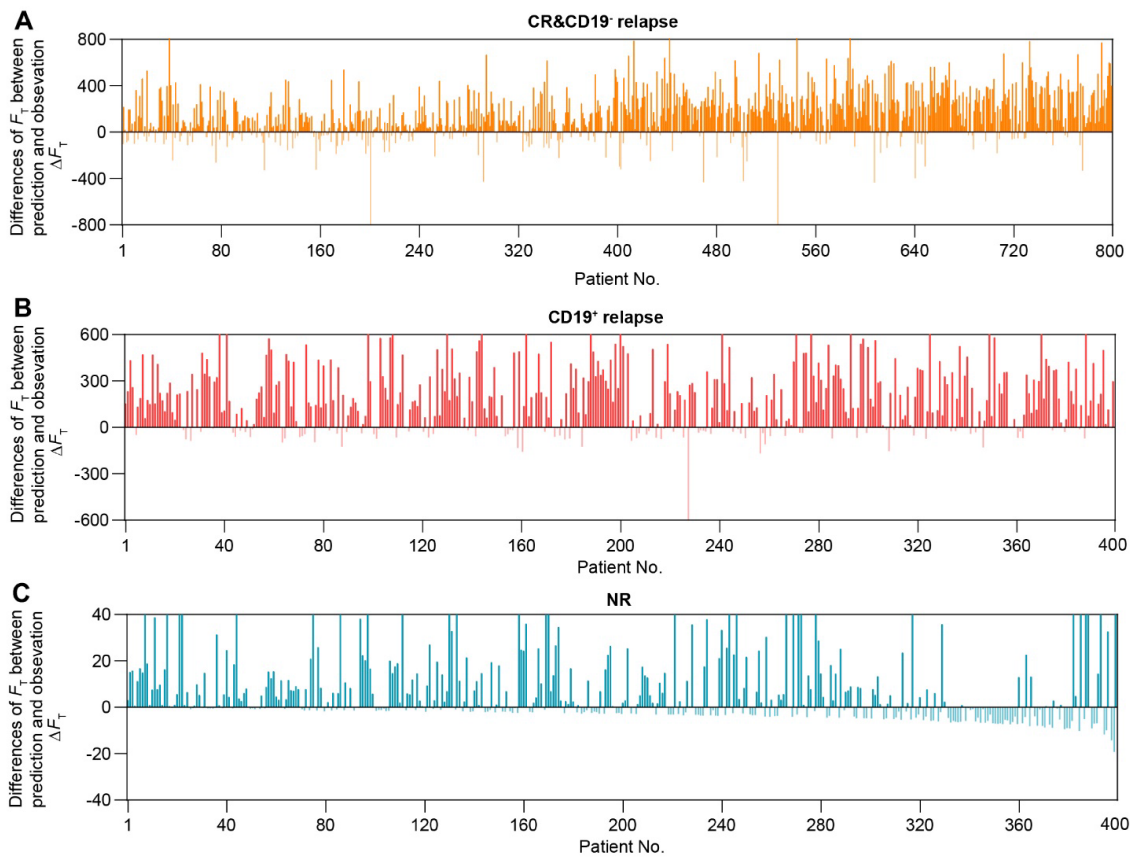 A
CR&CD19⁻ relapse
Differences of F_T between
prediction and obsevation
ΔF_T
800
400
0
-400
-800
1 80 160 240 320 400 480 560 640 720 800
Patient No.
B
CD19⁺ relapse
Differences of F_T between
prediction and obsevation
ΔF_T
600
300
0
-300
-600
1 40 80 120 160 200 240 280 320 360 400
Patient No.
C
NR
Differences of F_T between
prediction and obsevation
ΔF_T
40
20
0
-20
-40
1 40 80 120 160 200 240 280 320 360 400
Patient No.